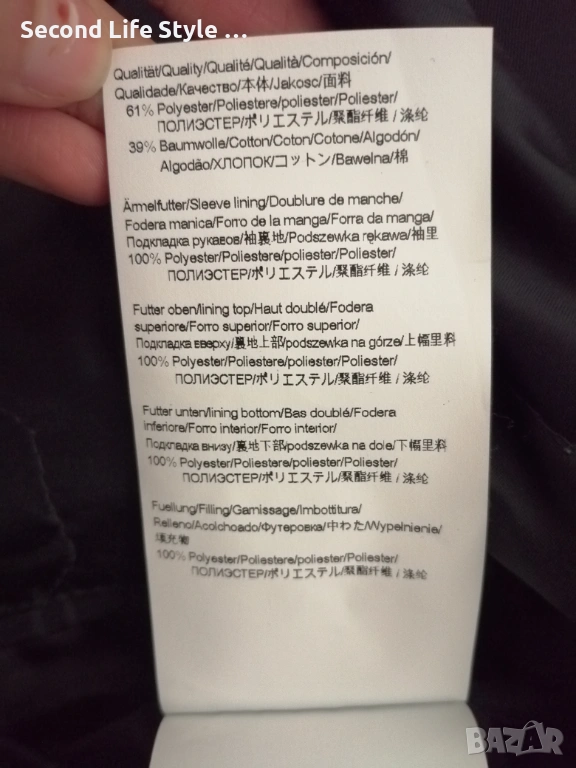 Second Life Style ...
Qualität/Quality/Qualité/Qualità/Composición/
Qualidade/Качество/本体/Jakosc/面料
61% Polyester/Poliestere/poliester/Poliester/
ПОЛИЭСТЕР/ポリエステル/聚酯纤维 / 涤纶
39% Baumwolle/Cotton/Coton/Cotone/Algodón/
Algodão/ХЛОПОК/コットン/Bawełna/棉
Ärmelfutter/Sleeve lining/Doublure de manche/
Fodera manica/Forro de la manga/Forra da manga/
Подкладка рукавов/袖裏地/Podszewka rękawa/袖里
100% Polyester/Poliestere/poliester/Poliester/
ПОЛИЭСТЕР/ポリエステル/聚酯纤维 / 涤纶
Futter oben/lining top/Haut doublé/Fodera
superiore/Forro superior/Forro superior/
Подкладка вверху/裏地上部/podszewka na górze/上幅里料
100% Polyester/Poliestere/poliester/Poliester/
ПОЛИЭСТЕР/ポリエステル/聚酯纤维 / 涤纶
Futter unten/lining bottom/Bas doublé/Fodera
inferiore/Forro interior/Forro interior/
Подкладка внизу/裏地下部/podszewka na dole/下幅里料
100% Polyester/Poliestere/poliester/Poliester/
ПОЛИЭСТЕР/ポリエステル/聚酯纤维 / 涤纶
Fuellung/Filling/Garnissage/Imbottitura/
Relleno/Acolchoado/Футеровка/中わた/Wypełnienie/
填充物
100% Polyester/Poliestere/poliester/Poliester/
ПОЛИЭСТЕР/ポリエステル/聚酯纤维 / 涤纶
BAZAR